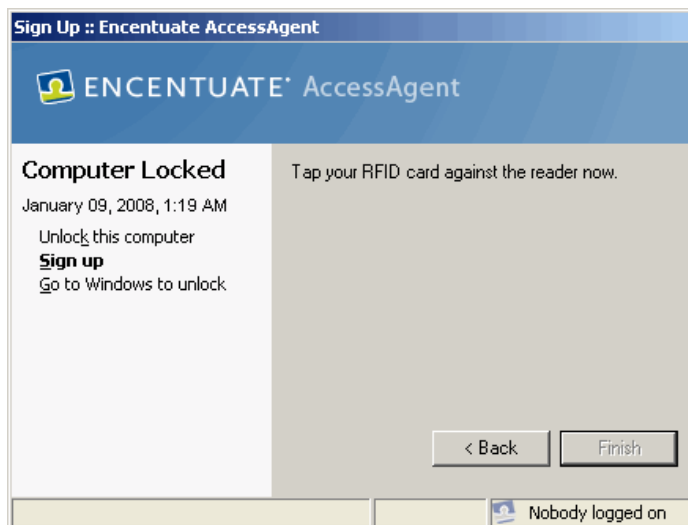 Sign Up :: Encentuate AccessAgent
ENCENTUATE® AccessAgent
Computer Locked
January 09, 2008, 1:19 AM
Unlock this computer
Sign up
Go to Windows to unlock
Tap your RFID card against the reader now.
< Back
Finish
Nobody logged on